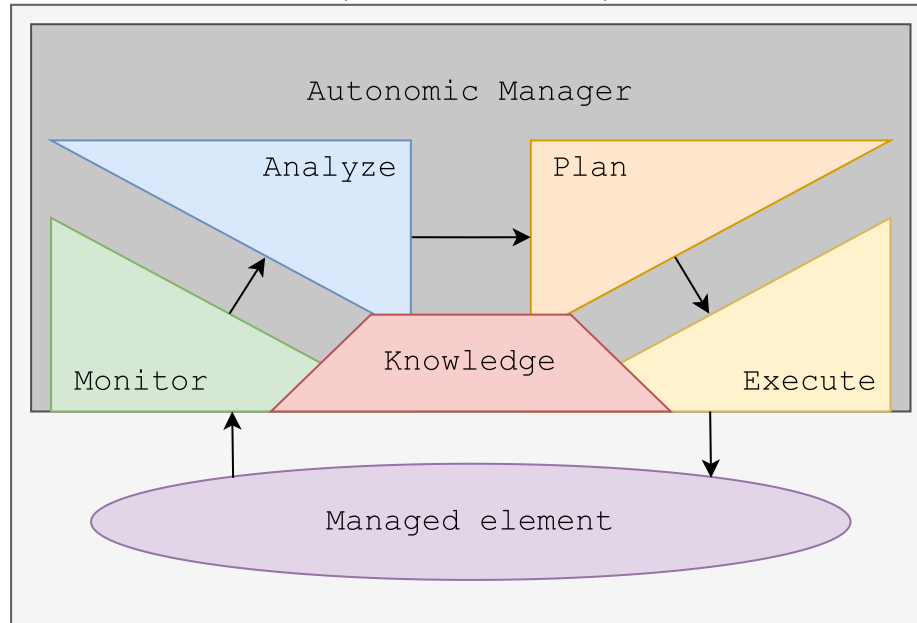 Autonomic Manager
Analyze
Plan
Monitor
Knowledge
Execute
Managed element